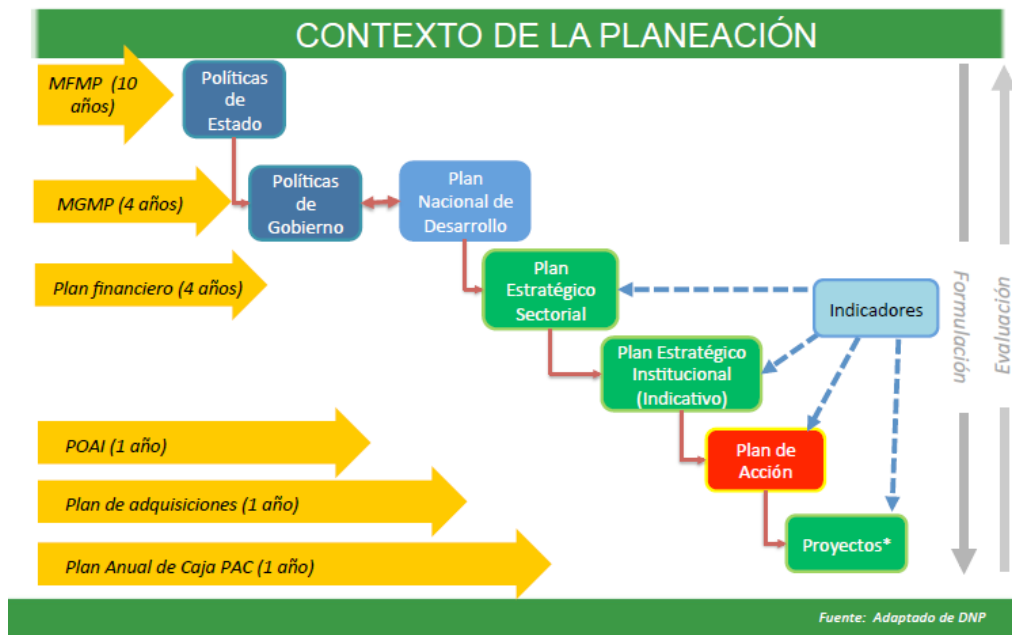 CONTEXTO DE LA PLANEACIÓN
MFMP (10
años)
Políticas
de
Estado
MGMP (4 años)
Políticas
de
Gobierno
Plan
Nacional de
Desarrollo
Plan financiero (4 años)
Plan
Estratégico
Sectorial
Indicadores
Formulación
Evaluación
Plan Estratégico
Institucional
(Indicativo)
POAI (1 año)
Plan de
Acción
Plan de adquisiciones (1 año)
Proyectos*
Plan Anual de Caja PAC (1 año)
Fuente: Adaptado de DNP